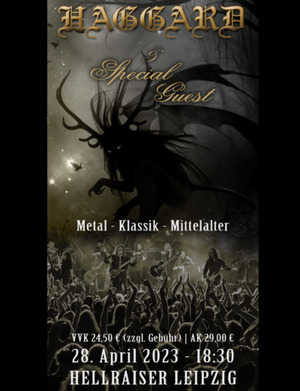 HAGGARD
& Special
Guest
Metal - Klassik - Mittelalter
VVK 24,50 € (zzgl. Gebühr) | AK 29,00 €
28. April 2023 - 18:30
HELLRAISER LEIPZIG